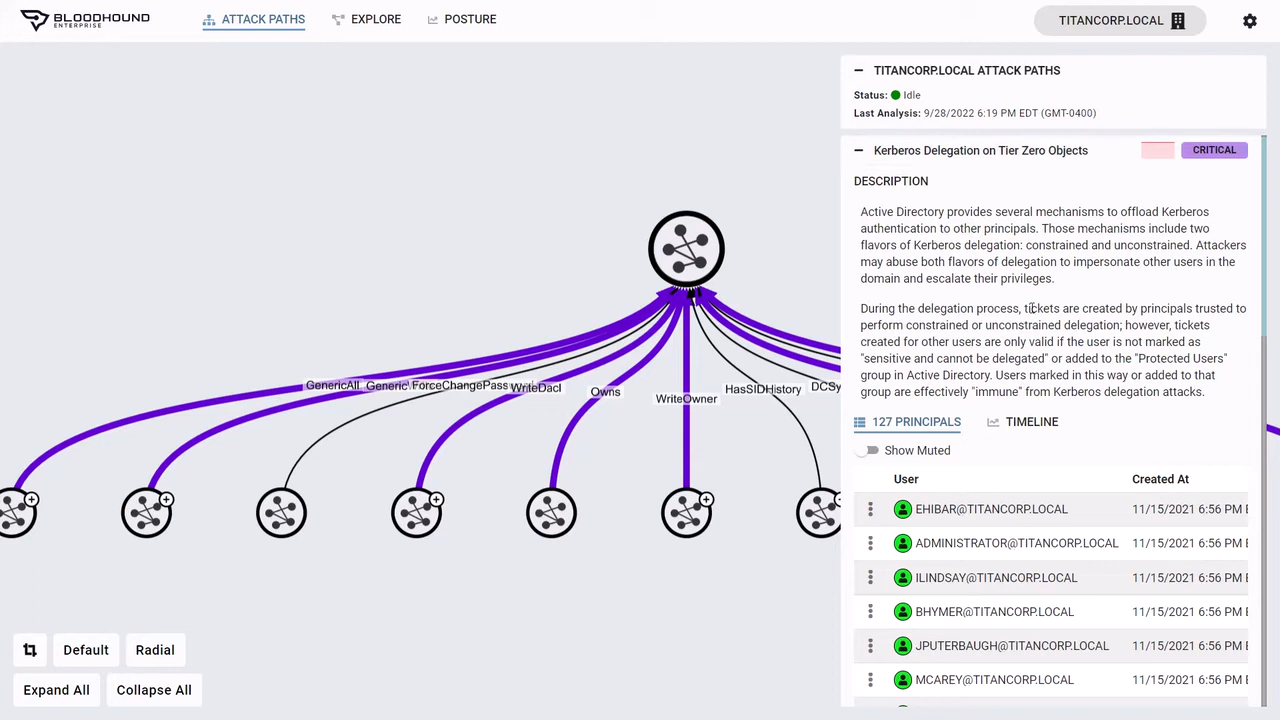 BLOODHOUND
ENTERPRISE
ATTACK PATHS
EXPLORE
POSTURE
TITANCORP.LOCAL
TITANCORP.LOCAL ATTACK PATHS
Status: Idle
Last Analysis: 9/28/2022 6:19 PM EDT (GMT-0400)
Kerberos Delegation on Tier Zero Objects
CRITICAL
DESCRIPTION
Active Directory provides several mechanisms to offload Kerberos
authentication to other principals. Those mechanisms include two
flavors of Kerberos delegation: constrained and unconstrained. Attackers
may abuse both flavors of delegation to impersonate other users in the
domain and escalate their privileges.
During the delegation process, tickets are created by principals trusted to
perform constrained or unconstrained delegation; however, tickets
created for other users are only valid if the user is not marked as
"sensitive and cannot be delegated" or added to the "Protected Users"
group in Active Directory. Users marked in this way or added to that
group are effectively "immune" from Kerberos delegation attacks.
127 PRINCIPALS
TIMELINE
Show Muted
User Created At
EHIBAR@TITANCORP.LOCAL 11/15/2021 6:56 PM E
ADMINISTRATOR@TITANCORP.LOCAL 11/15/2021 6:56 PM E
ILINDSAY@TITANCORP.LOCAL 11/15/2021 6:56 PM E
BHYMER@TITANCORP.LOCAL 11/15/2021 6:56 PM E
JPUTERBAUGH@TITANCORP.LOCAL 11/15/2021 6:56 PM E
MCAREY@TITANCORP.LOCAL 11/15/2021 6:56 PM E
GenericAll
Generic
ForceChangePass
WriteDacl
Owns
WriteOwner
HasSIDHistory
DCSy
Default
Radial
Expand All
Collapse All